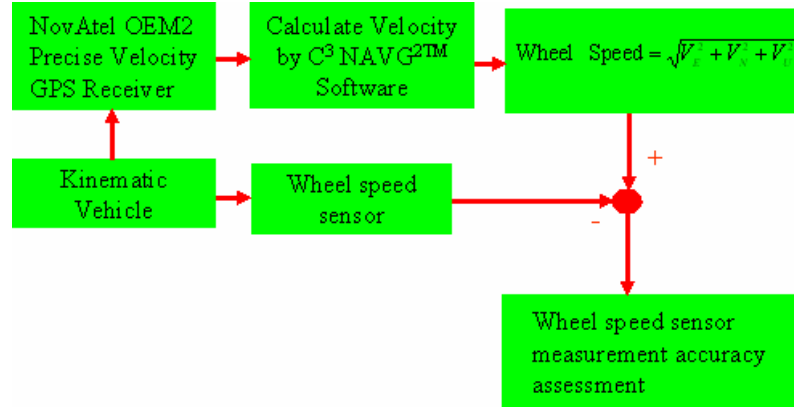 NovAtel OEM2
Precise Velocity
GPS Receiver
Calculate Velocity
by C³ NAVG²ᵀᴹ
Software
Wheel Speed = √V_E² + V_N² + V_U²
Kinematic
Vehicle
Wheel speed
sensor
+
-
Wheel speed sensor
measurement accuracy
assessment